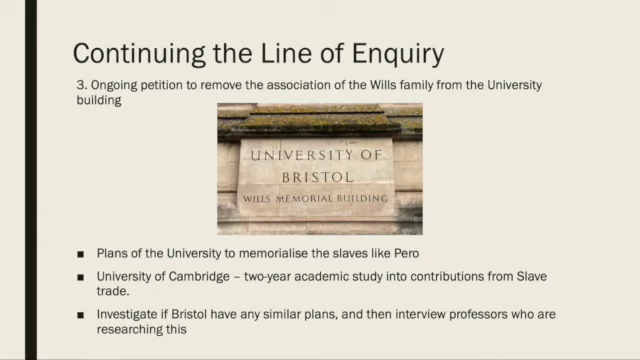 Continuing the Line of Enquiry
3. Ongoing petition to remove the association of the Wills family from the University
building
UNIVERSITY OF
BRISTOL
WILLS MEMORIAL BUILDING
■ Plans of the University to memorialise the slaves like Pero
■ University of Cambridge – two-year academic study into contributions from Slave
trade.
■ Investigate if Bristol have any similar plans, and then interview professors who are
researching this